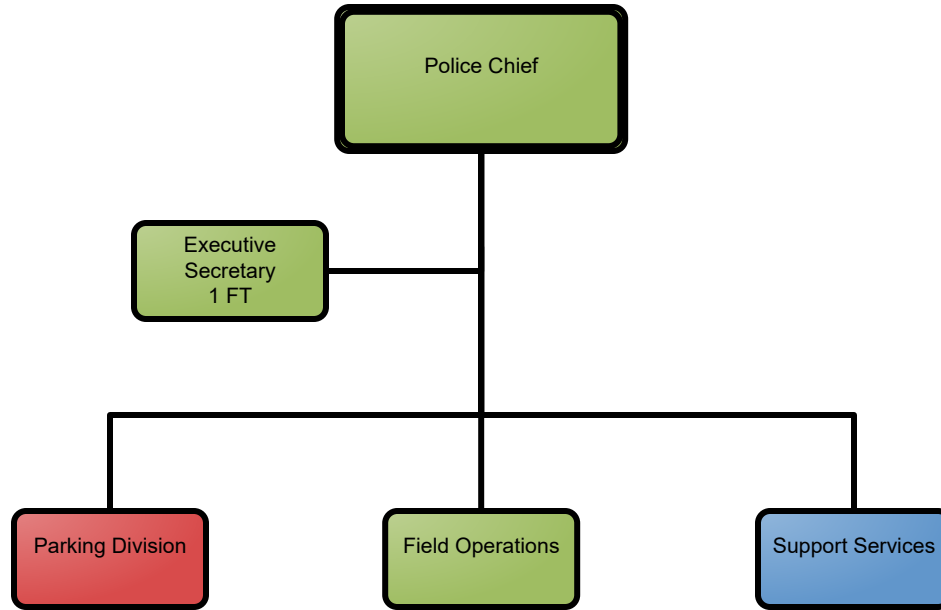 Police Chief
Executive
Secretary
1 FT
Parking Division
Field Operations
Support Services